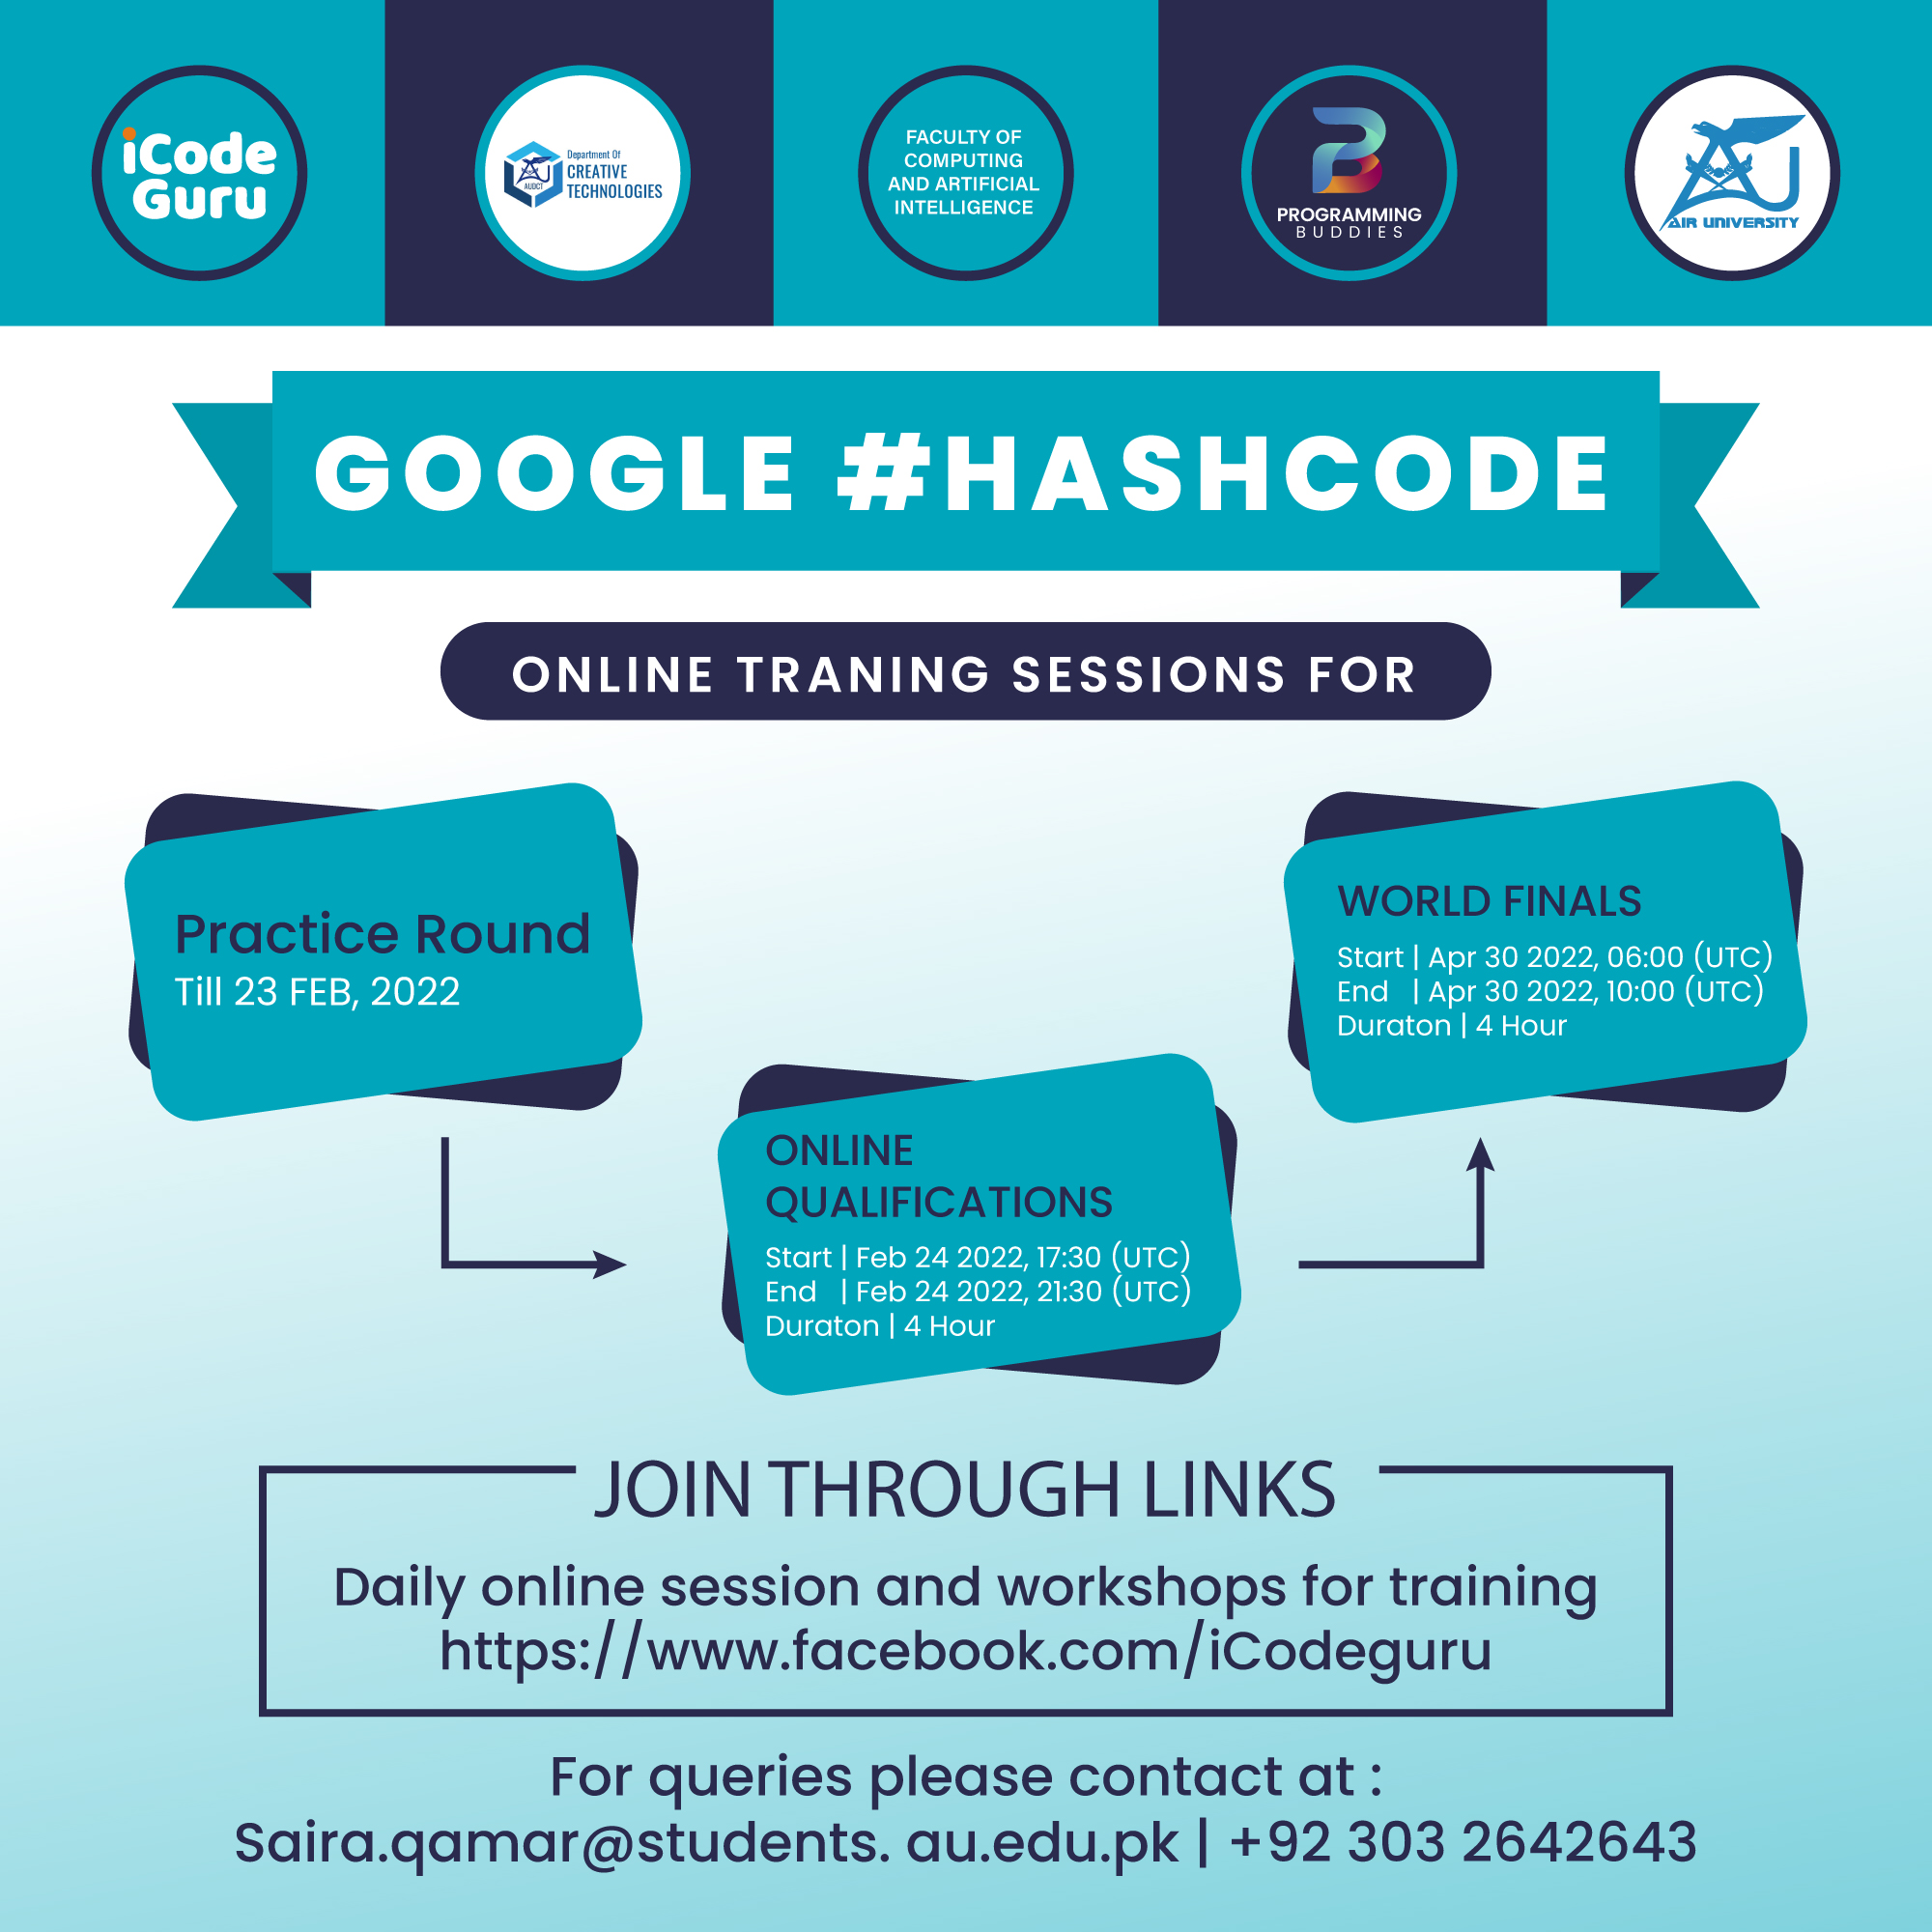 iCode
Guru
Department Of
CREATIVE
TECHNOLOGIES
AUDCT
FACULTY OF
COMPUTING
AND ARTIFICIAL
INTELLIGENCE
PROGRAMMING
BUDDIES
AU
AIR UNIVERSITY
GOOGLE #HASHCODE
ONLINE TRANING SESSIONS FOR
Practice Round
Till 23 FEB, 2022
ONLINE
QUALIFICATIONS
Start | Feb 24 2022, 17:30 (UTC)
End | Feb 24 2022, 21:30 (UTC)
Duraton | 4 Hour
WORLD FINALS
Start | Apr 30 2022, 06:00 (UTC)
End | Apr 30 2022, 10:00 (UTC)
Duraton | 4 Hour
JOIN THROUGH LINKS
Daily online session and workshops for training
https://www.facebook.com/iCodeguru
For queries please contact at :
Saira.qamar@students. au.edu.pk | +92 303 2642643